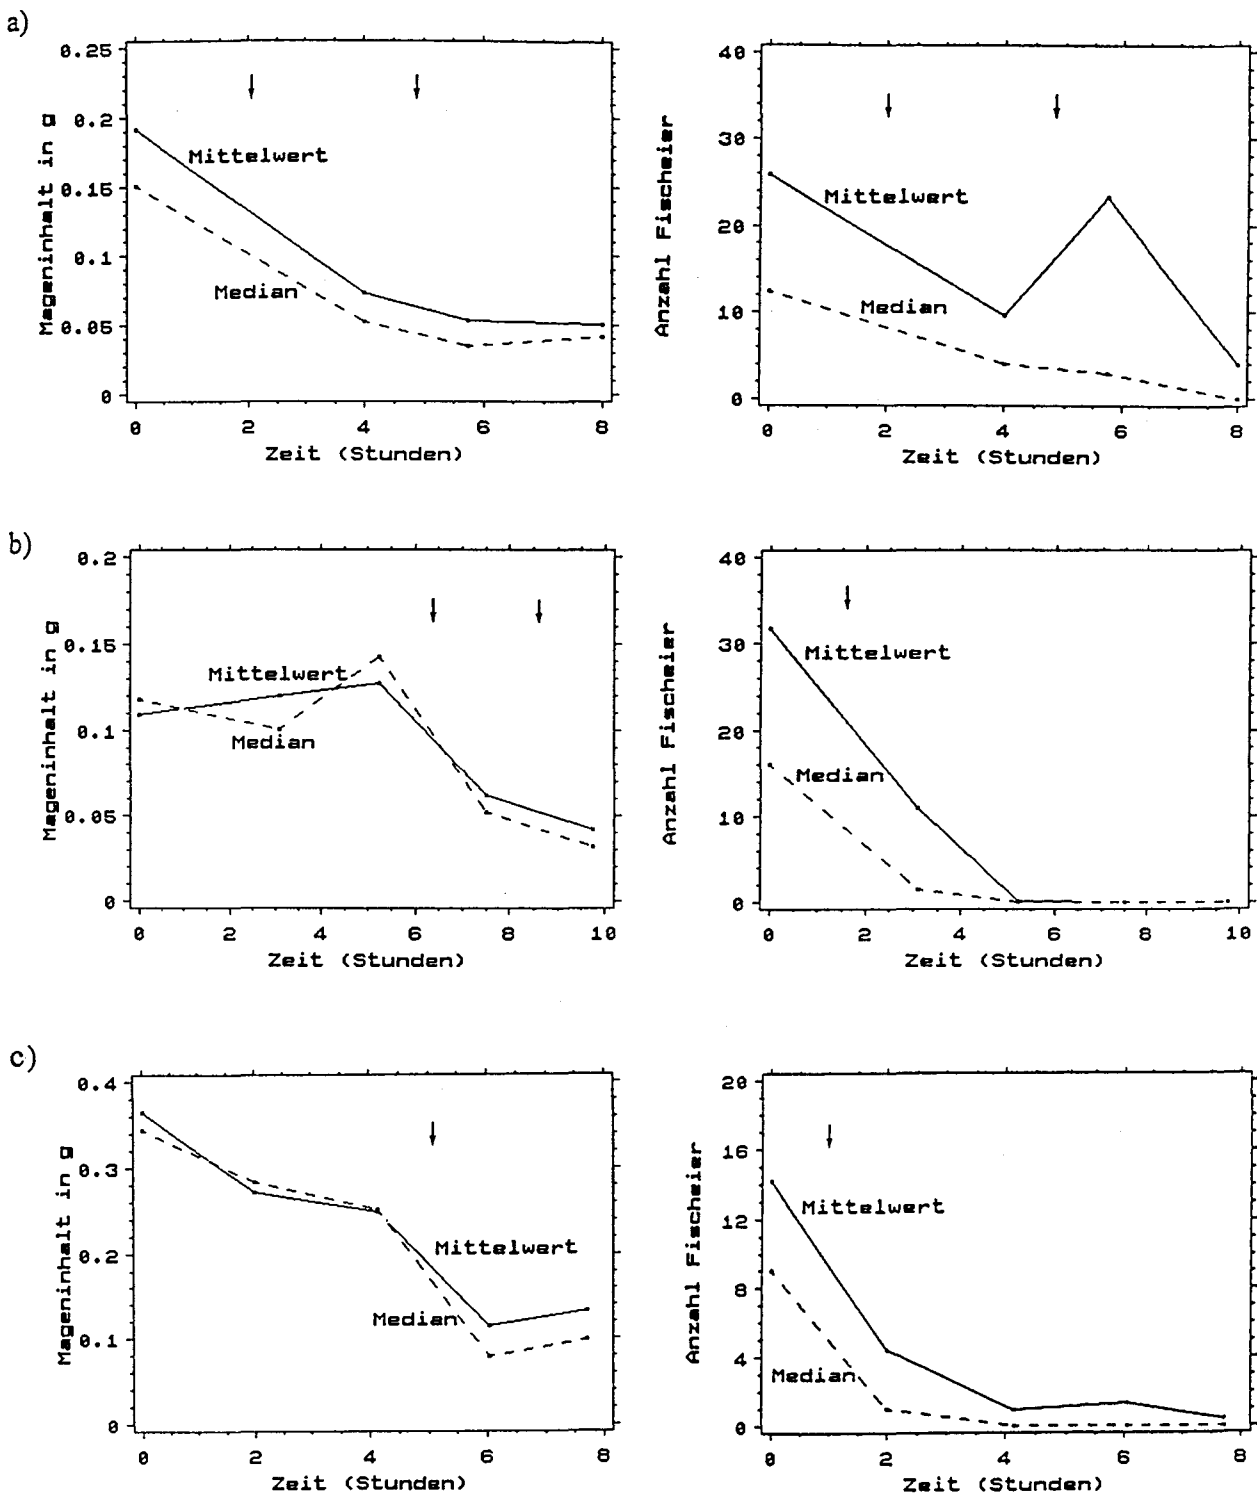 a)
0.25
0.2
0.15
0.1
0.05
0
Mageninhalt in g
Mittelwert
Median
0 2 4 6 8
Zeit (Stunden)
40
30
20
10
0
Anzahl Fischeier
Mittelwert
Median
0 2 4 6 8
Zeit (Stunden)
b)
0.2
0.15
0.1
0.05
0
Mageninhalt in g
Mittelwert
Median
0 2 4 6 8 10
Zeit (Stunden)
40
30
20
10
0
Anzahl Fischeier
Mittelwert
Median
0 2 4 6 8 10
Zeit (Stunden)
c)
0.4
0.3
0.2
0.1
0
Mageninhalt in g
Mittelwert
Median
0 2 4 6 8
Zeit (Stunden)
20
16
12
8
4
0
Anzahl Fischeier
Mittelwert
Median
0 2 4 6 8
Zeit (Stunden)